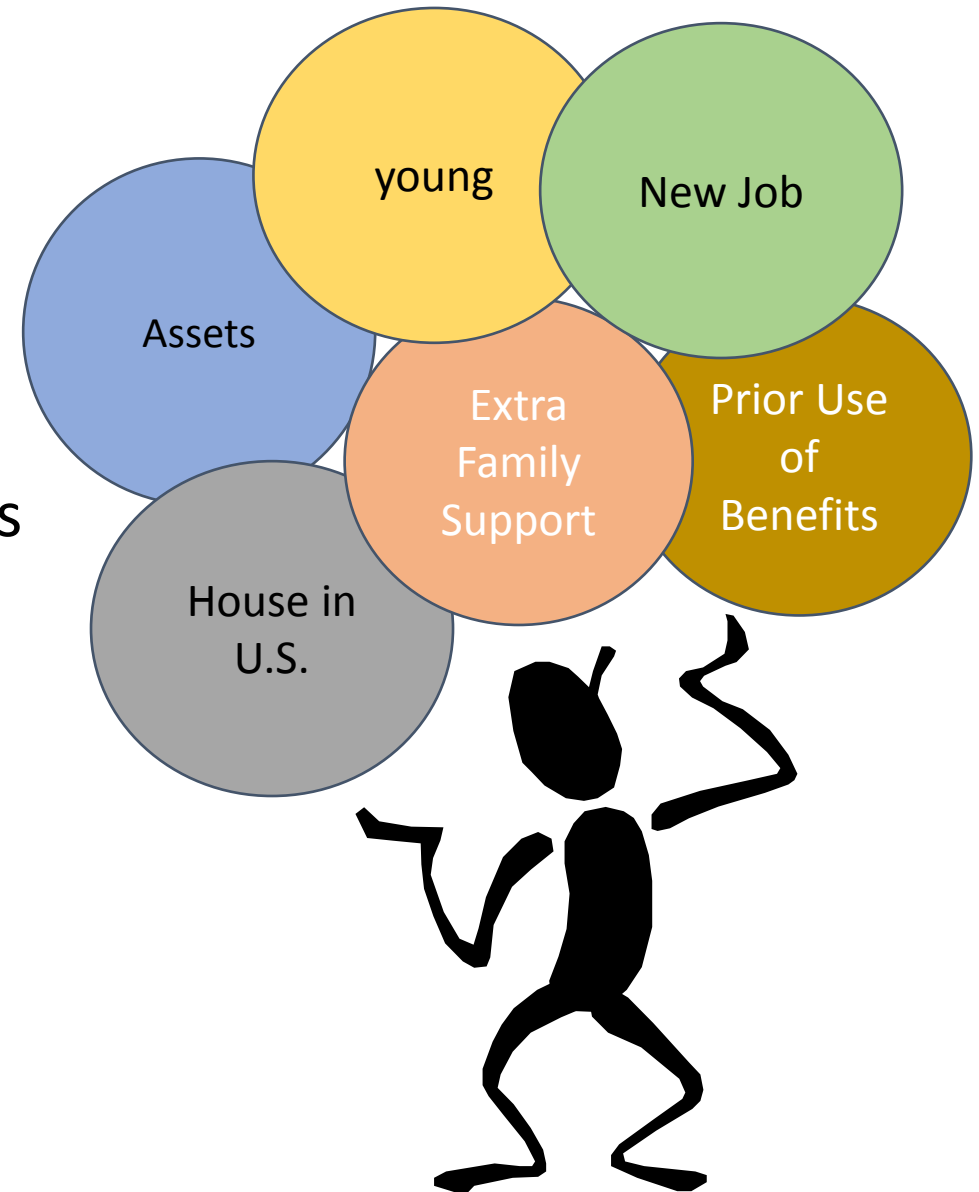 young
New Job
Assets
Extra
Family
Support
Prior Use
of
Benefits
s
House in
U.S.